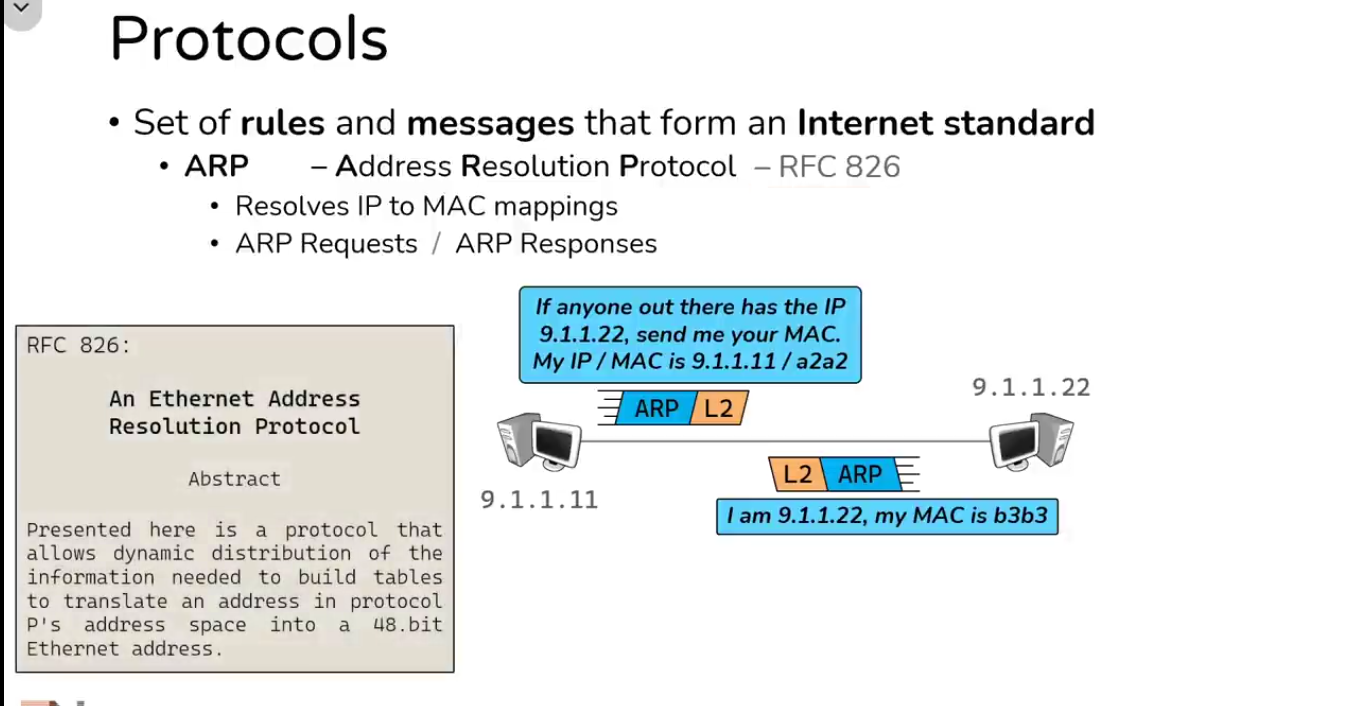 Protocols
• Set of rules and messages that form an Internet standard
• ARP – Address Resolution Protocol – RFC 826
• Resolves IP to MAC mappings
• ARP Requests / ARP Responses
RFC 826:
An Ethernet Address
Resolution Protocol
Abstract
Presented here is a protocol that
allows dynamic distribution of the
information needed to build tables
to translate an address in protocol
P's address space into a 48.bit
Ethernet address.
If anyone out there has the IP
9.1.1.22, send me your MAC.
My IP / MAC is 9.1.1.11 / a2a2
ARP L2
9.1.1.22
9.1.1.11
L2 ARP
I am 9.1.1.22, my MAC is b3b3